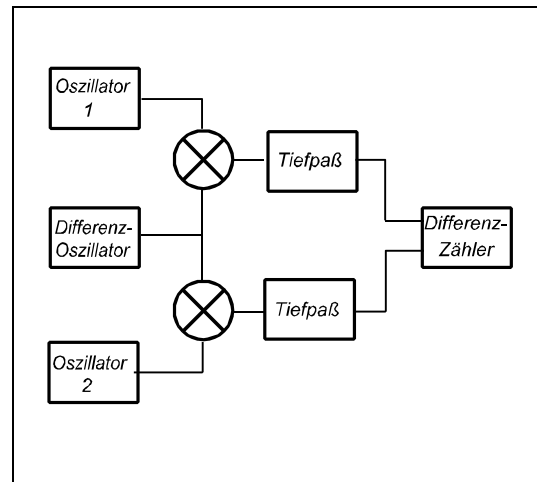 Oszillator
1
Tiefpaß
Differenz-
Oszillator
Differenz-
Zähler
Tiefpaß
Oszillator
2